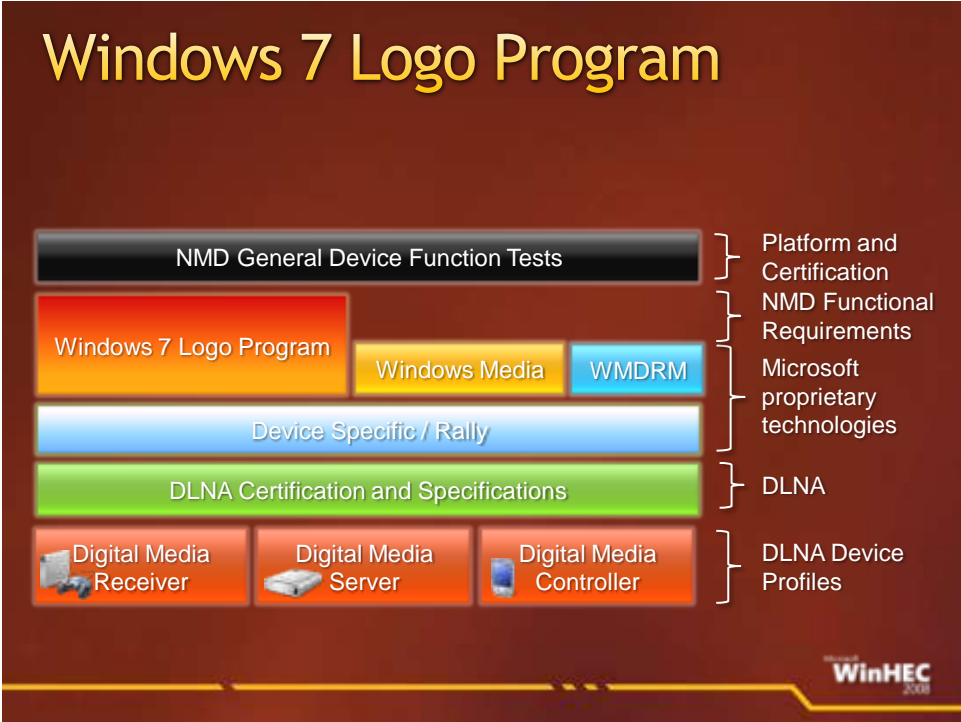 Windows 7 Logo Program
NMD General Device Function Tests
Platform and
Certification
Windows 7 Logo Program
NMD Functional
Requirements
Windows Media
WMDRM
Microsoft
proprietary
technologies
Device Specific / Rally
DLNA Certification and Specifications
DLNA
Digital Media
Receiver
Digital Media
Server
Digital Media
Controller
DLNA Device
Profiles
Microsoft
WinHEC
2008